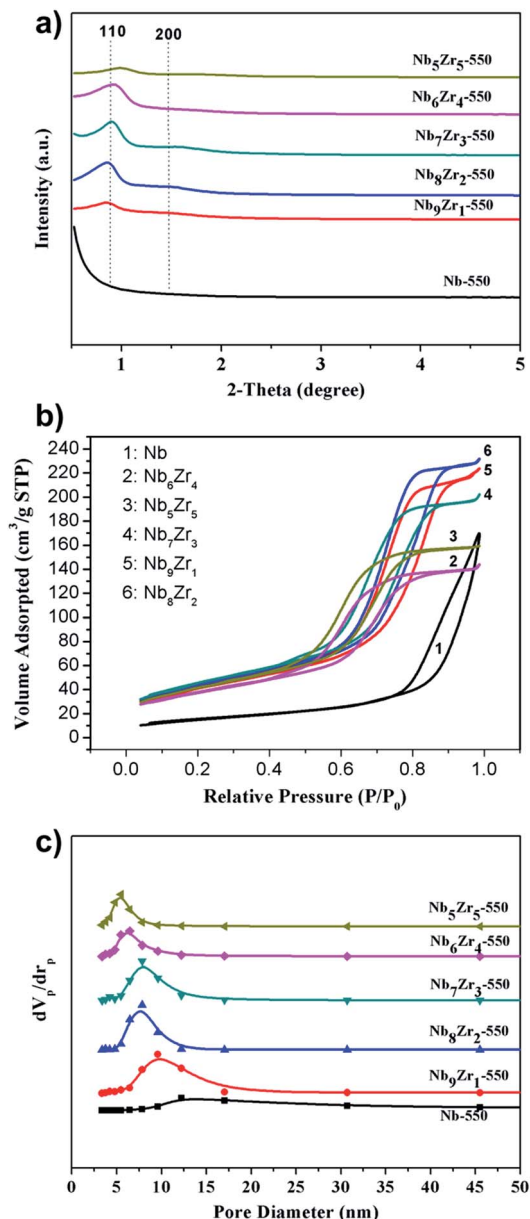 a)
110 200
Nb5Zr5-550
Nb6Zr4-550
Nb7Zr3-550
Nb8Zr2-550
Nb9Zr1-550
Nb-550
Intensity (a.u.)
1 2 3 4 5
2-Theta (degree)
b)
240
220
200
180
160
140
120
100
80
60
40
20
0
1: Nb
2: Nb6Zr4
3: Nb5Zr5
4: Nb7Zr3
5: Nb9Zr1
6: Nb8Zr2
6
5
4
3
2
1
Volume Adsorpted (cm3/g STP)
0.0 0.2 0.4 0.6 0.8 1.0
Relative Pressure (P/P0)
c)
Nb5Zr5-550
Nb6Zr4-550
Nb7Zr3-550
Nb8Zr2-550
Nb9Zr1-550
Nb-550
dVp/drp
0 5 10 15 20 25 30 35 40 45 50
Pore Diameter (nm)